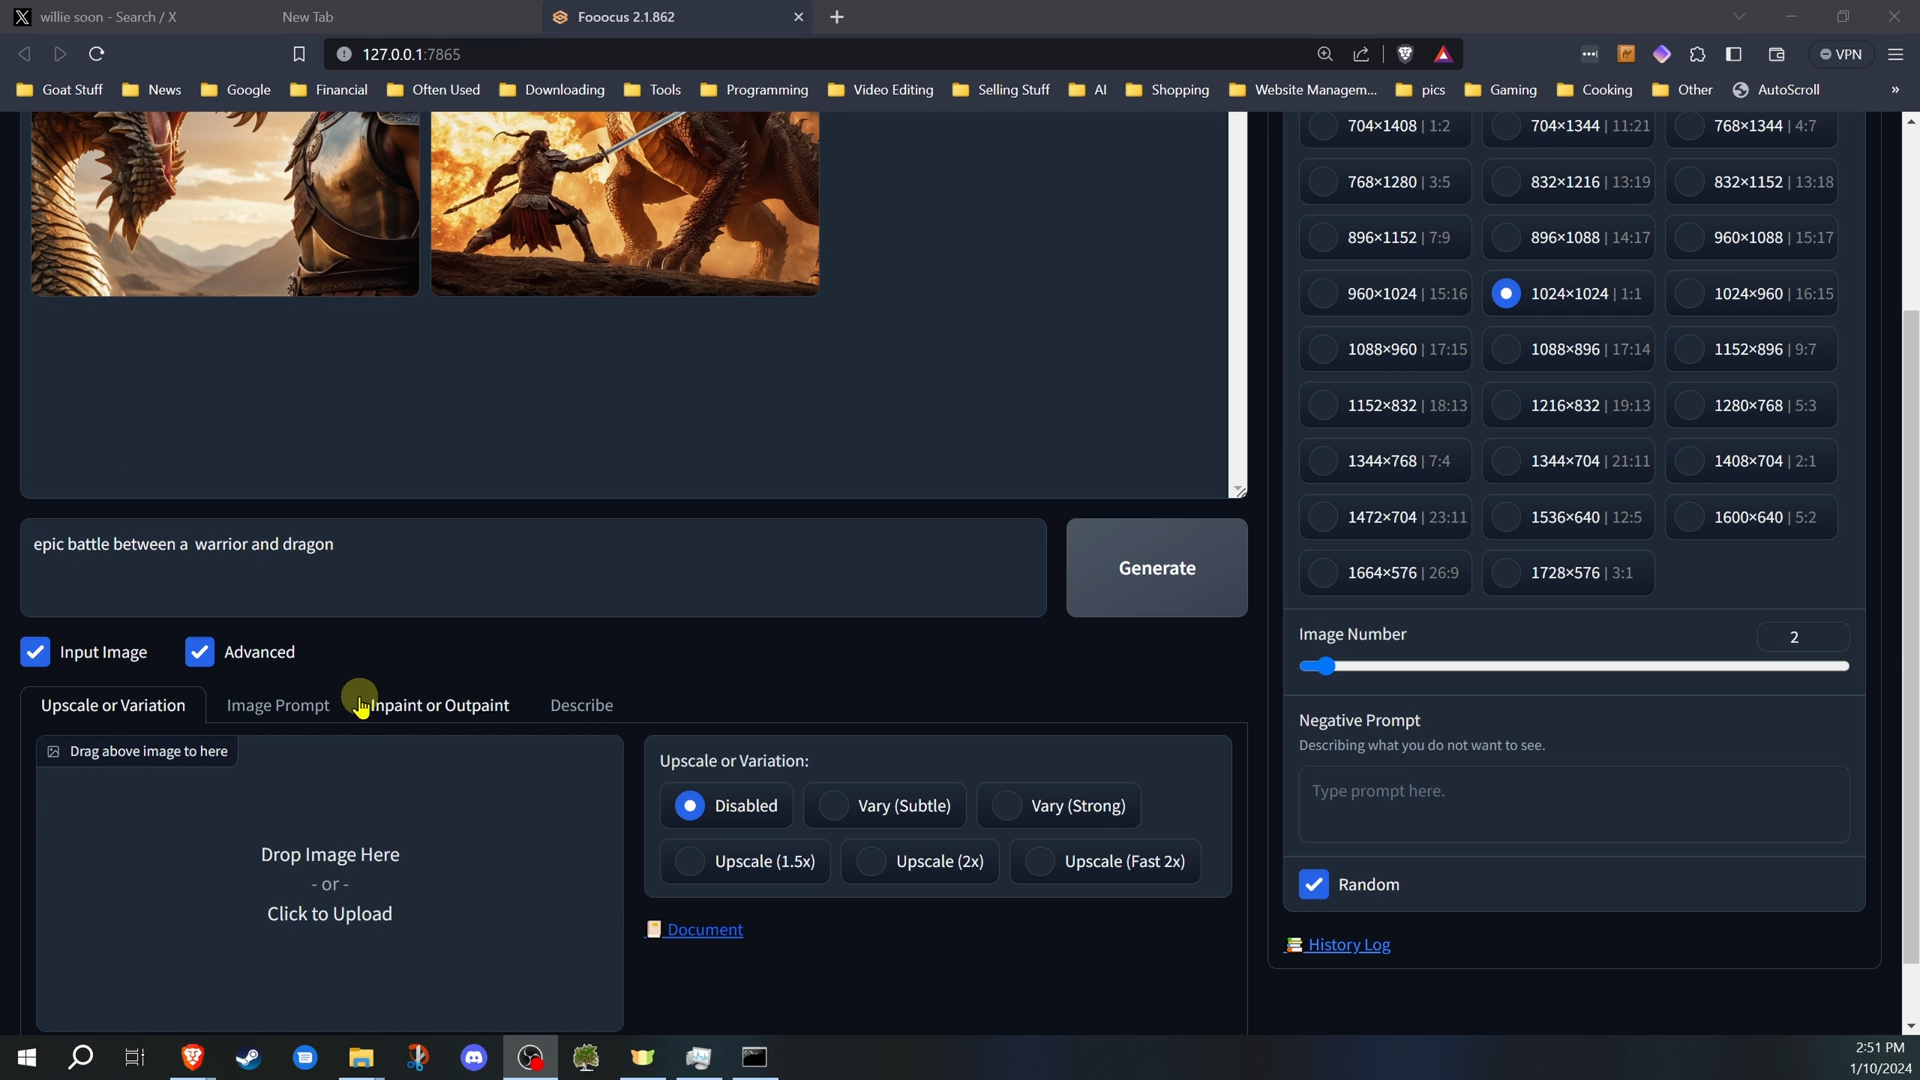 willie soon - Search / X
New Tab
Fooocus 2.1.862
127.0.0.1:7865
VPN
Goat Stuff
News
Google
Financial
Often Used
Downloading
Tools
Programming
Video Editing
Selling Stuff
AI
Shopping
Website Managem...
pics
Gaming
Cooking
Other
AutoScroll
»
704×1408 | 1:2
704×1344 | 11:21
768×1344 | 4:7
768×1280 | 3:5
832×1216 | 13:19
832×1152 | 13:18
896×1152 | 7:9
896×1088 | 14:17
960×1088 | 15:17
960×1024 | 15:16
1024×1024 | 1:1
1024×960 | 16:15
1088×960 | 17:15
1088×896 | 17:14
1152×896 | 9:7
1152×832 | 18:13
1216×832 | 19:13
1280×768 | 5:3
1344×768 | 7:4
1344×704 | 21:11
1408×704 | 2:1
1472×704 | 23:11
1536×640 | 12:5
1600×640 | 5:2
1664×576 | 26:9
1728×576 | 3:1
epic battle between a  warrior and dragon
Generate
Input Image
Advanced
Upscale or Variation
Image Prompt
Inpaint or Outpaint
Describe
Drag above image to here
Drop Image Here
- or -
Click to Upload
Upscale or Variation:
Disabled
Vary (Subtle)
Vary (Strong)
Upscale (1.5x)
Upscale (2x)
Upscale (Fast 2x)
Document
Image Number
2
Negative Prompt
Describing what you do not want to see.
Type prompt here.
Random
History Log
2:51 PM
1/10/2024